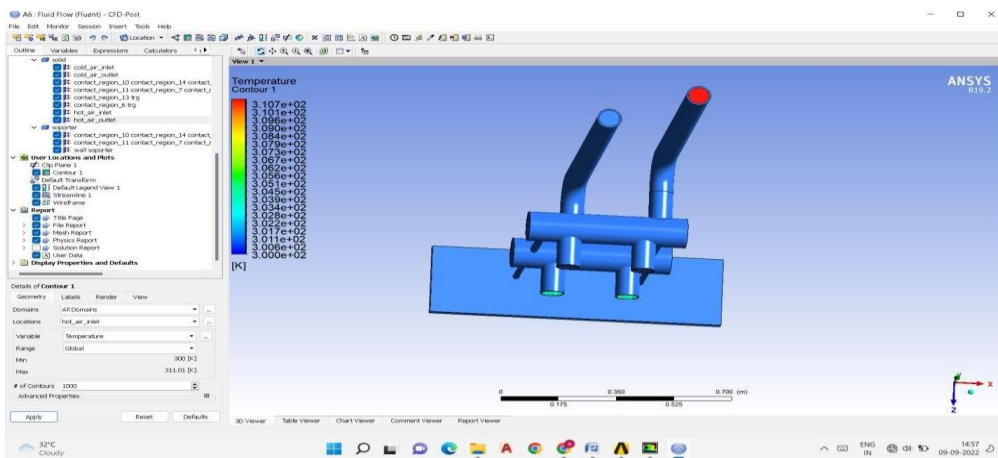 A6 : Fluid Flow (Fluent) - CFD-Post
File Edit Monitor Session Insert Tools Help
Location
Outline Variables Expressions Calculators
solid
cold_air_inlet
cold_air_outlet
contact_region_10 contact_region_14 contact_
contact_region_11 contact_region_7 contact_r
contact_region_13 trg
contact_region_6 trg
hot_air_inlet
hot_air_outlet
soporter
contact_region_10 contact_region_14 contact_
contact_region_11 contact_region_7 contact_r
wall soporter
User Locations and Plots
Clip Plane 1
Contour 1
Default Transform
Default Legend View 1
Streamline 1
Wireframe
Report
Title Page
File Report
Mesh Report
Physics Report
Solution Report
User Data
Display Properties and Defaults
Details of Contour 1
Geometry Labels Render View
Domains All Domains
Locations hot_air_inlet
Variable Temperature
Range Global
Min 300 [K]
Max 311.01 [K]
# of Contours 1000
Advanced Properties
Apply Reset Defaults
View 1
Temperature
Contour 1
3.107e+02
3.101e+02
3.096e+02
3.090e+02
3.084e+02
3.079e+02
3.073e+02
3.067e+02
3.062e+02
3.056e+02
3.051e+02
3.045e+02
3.039e+02
3.034e+02
3.028e+02
3.022e+02
3.017e+02
3.011e+02
3.006e+02
3.000e+02
[K]
ANSYS
R19.2
0 0.350 0.700 (m)
0.175 0.525
Y
X
Z
3D Viewer Table Viewer Chart Viewer Comment Viewer Report Viewer
32°C
Cloudy
ENG
IN
14:57
09-09-2022